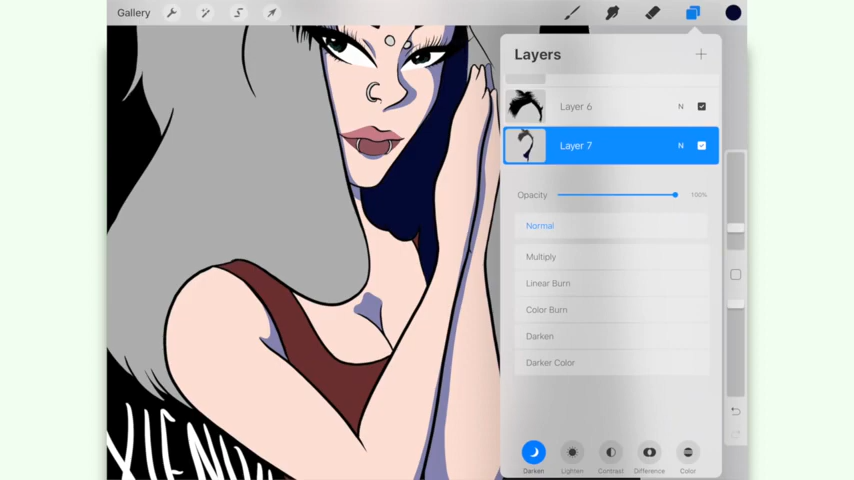 Gallery
Layers
Layer 6 N
Layer 7 N
Opacity 100%
Normal
Multiply
Linear Burn
Color Burn
Darken
Darker Color
Darken Lighten Contrast Difference Color